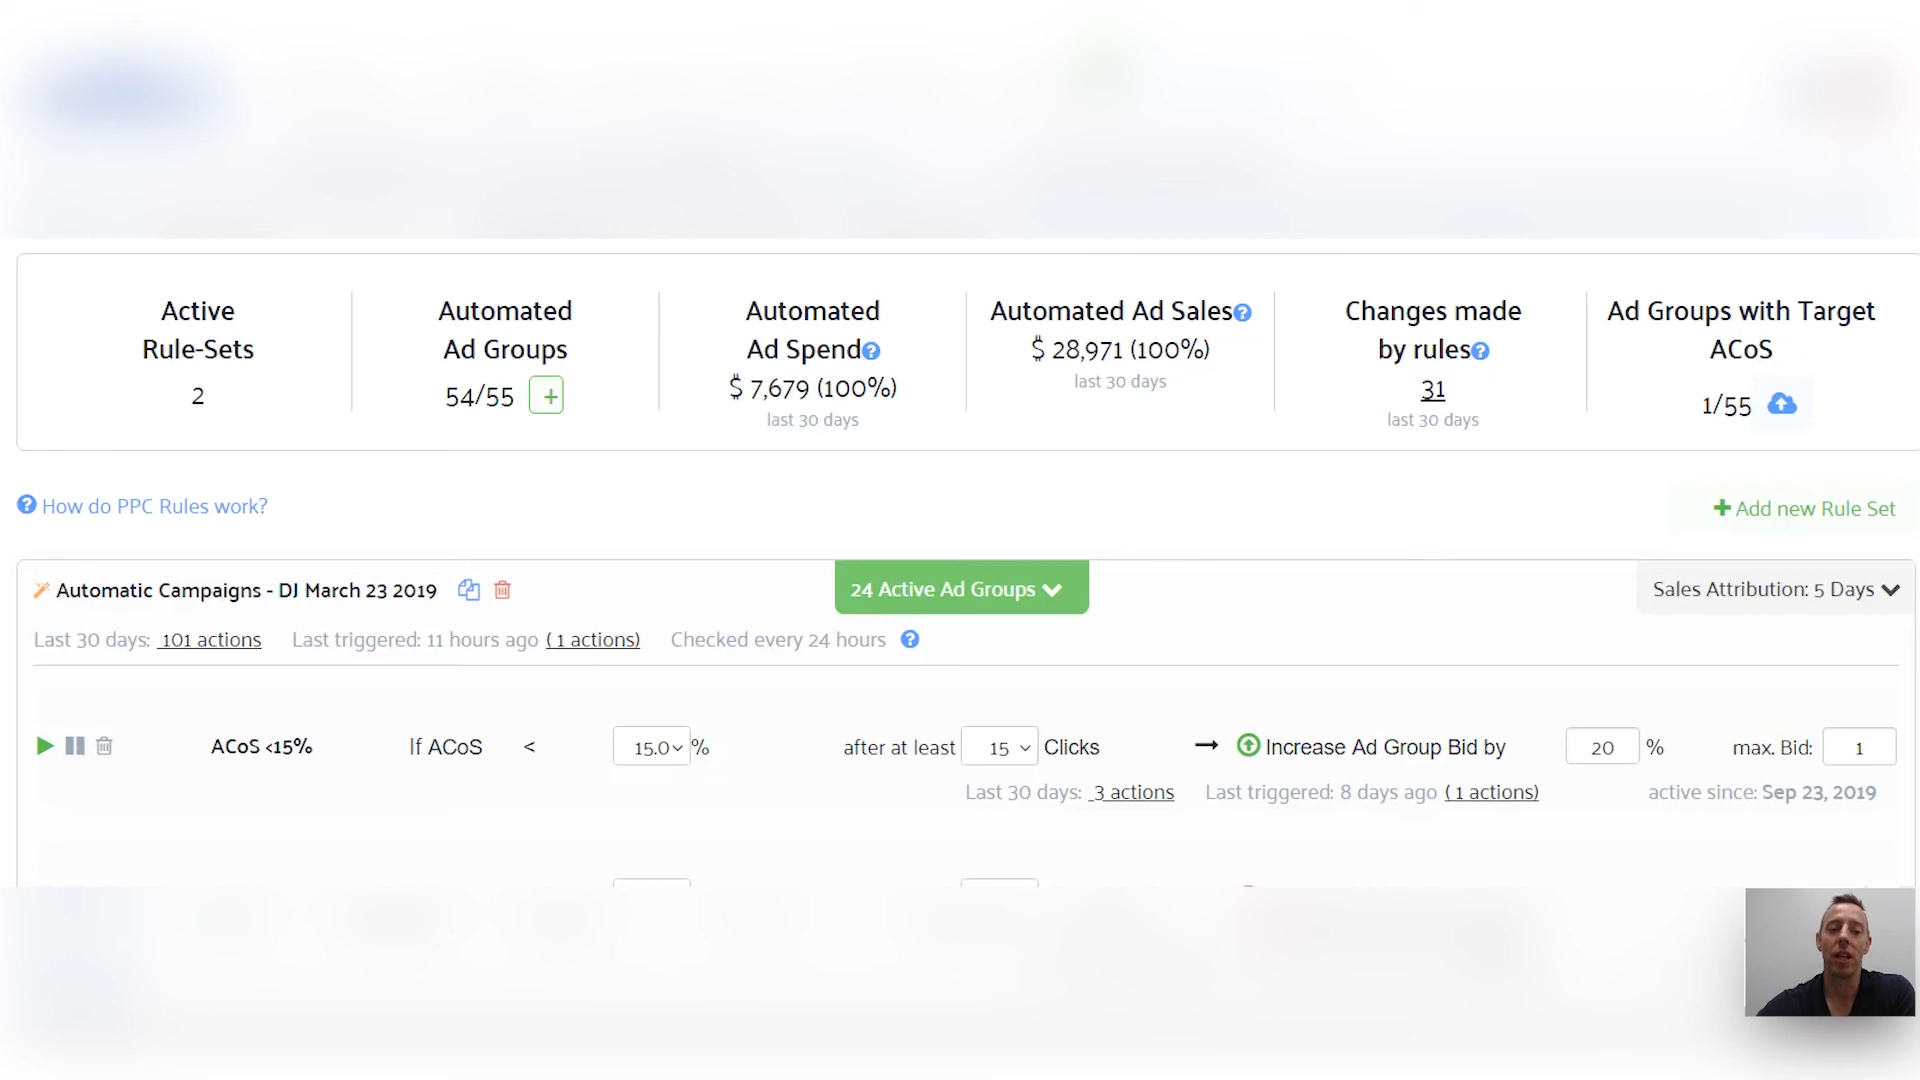 Active
Rule-Sets
2
Automated
Ad Groups
54/55 +
Automated
Ad Spend?
$ 7,679 (100%)
last 30 days
Automated Ad Sales?
$ 28,971 (100%)
last 30 days
Changes made
by rules?
31
last 30 days
Ad Groups with Target
ACoS
1/55
? How do PPC Rules work?
+ Add new Rule Set
Automatic Campaigns - DJ March 23 2019
24 Active Ad Groups
Sales Attribution: 5 Days
Last 30 days: 101 actions Last triggered: 11 hours ago ( 1 actions) Checked every 24 hours ?
ACoS <15% If ACoS < 15.0 % after at least 15 Clicks → Increase Ad Group Bid by 20 % max. Bid: 1
Last 30 days: 3 actions Last triggered: 8 days ago ( 1 actions) active since: Sep 23, 2019